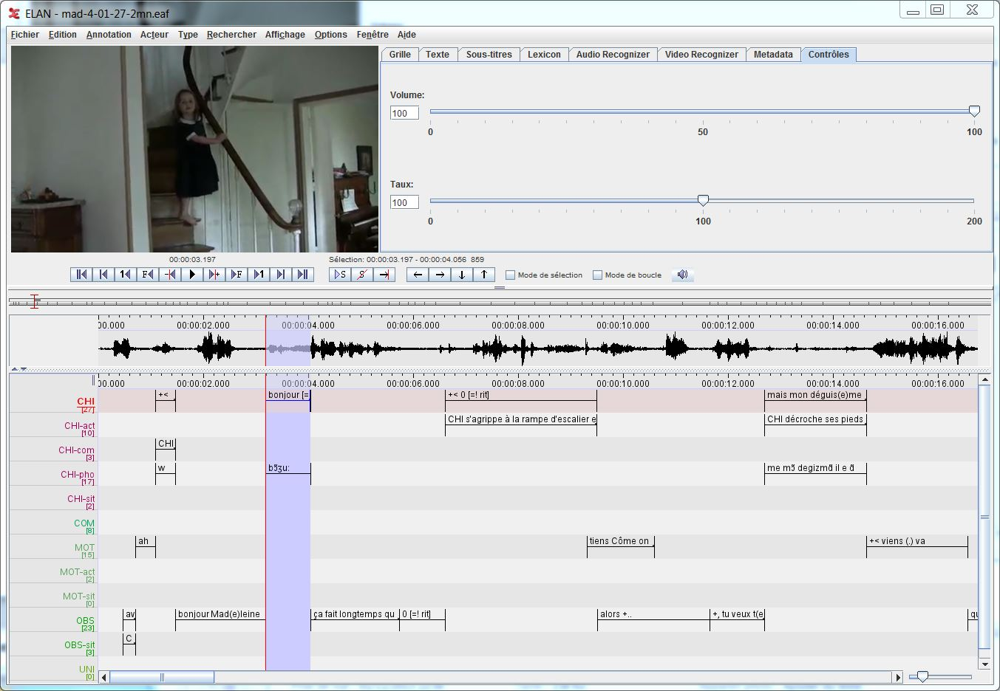 ELAN - mad-4-01-27-2mn.eaf
Fichier Edition Annotation Acteur Type Rechercher Affichage Options Fenêtre Aide
Grille Texte Sous-titres Lexicon Audio Recognizer Video Recognizer Metadata Contrôles
Volume:
100
0 50 100
Taux:
100
0 100 200
00:00:03.197
Sélection: 00:00:03.197 - 00:00:04.056 859
S S Mode de sélection Mode de boucle
00.000 00:00:02.000 00:00:04.000 00:00:06.000 00:00:08.000 00:00:10.000 00:00:12.000 00:00:14.000 00:00:16.000
00.000 00:00:02.000 00:00:04.000 00:00:06.000 00:00:08.000 00:00:10.000 00:00:12.000 00:00:14.000 00:00:16.000
CHI +< bonjour [= +< 0 [=! rit] mais mon déguis(e)me
[27]
CHI-act CHI s'agrippe à la rampe d'escalier e CHI décroche ses pieds
[10]
CHI-com CHI
[3]
CHI-pho w bɔ̃ʒu: me mɔ̃ degizmɑ̃ il e ɑ̃
[17]
CHI-sit
[2]
COM
[8]
MOT ah tiens Côme on +< viens (.) va
[15]
MOT-act
[2]
MOT-sit
[0]
OBS av bonjour Mad(e)leine ça fait longtemps qu 0 [=! rit] alors +.. +, tu veux t(e qu
[23]
OBS-sit C
[3]
UNI
[0]